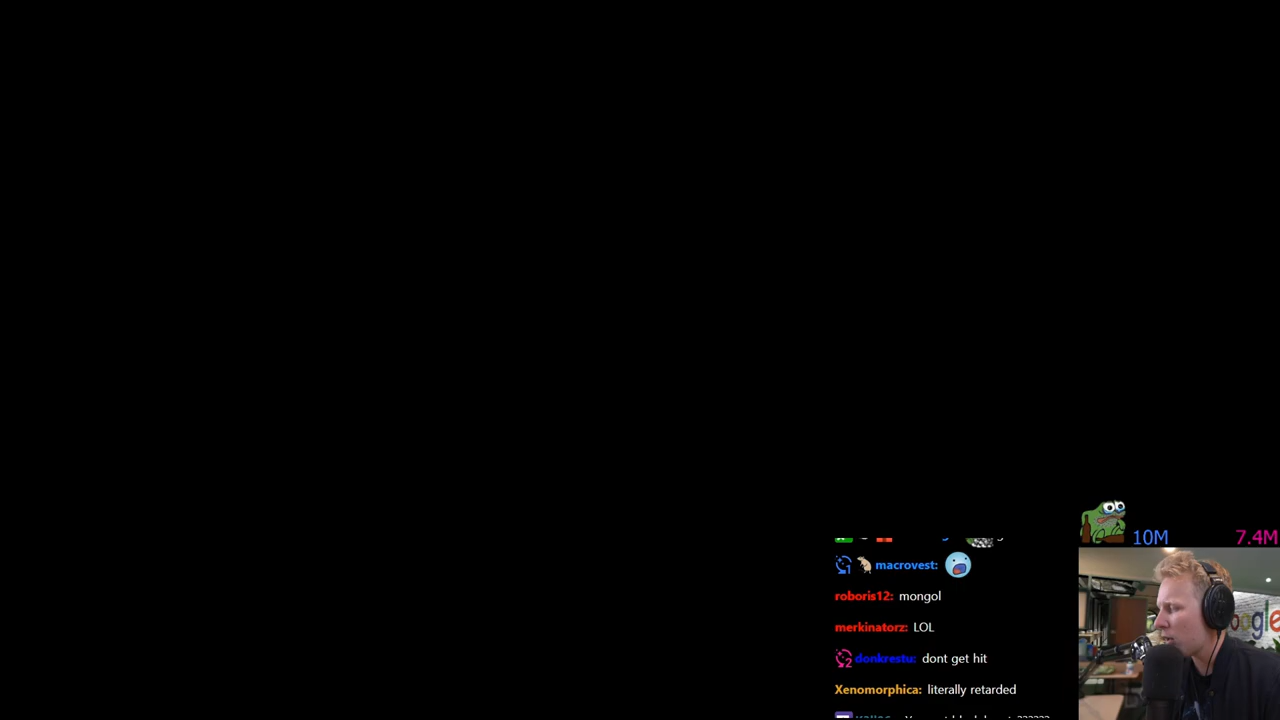 10M 7.4M
macrovest:
roboris12: mongol
merkinatorz: LOL
donkrestu: dont get hit
Xenomorphica: literally retarded